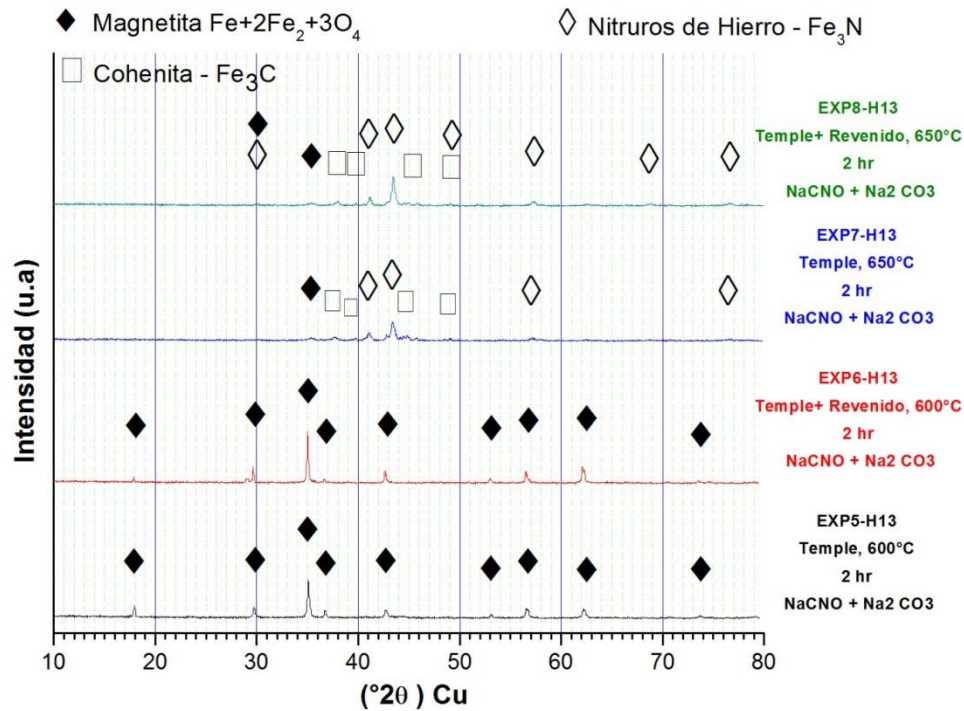 Magnetita Fe+2Fe₂+3O₄
Nitruros de Hierro - Fe₃N
Cohenita - Fe₃C
EXP8-H13
Temple+ Revenido, 650°C
2 hr
NaCNO + Na2 CO3
EXP7-H13
Temple, 650°C
2 hr
NaCNO + Na2 CO3
EXP6-H13
Temple+ Revenido, 600°C
2 hr
NaCNO + Na2 CO3
EXP5-H13
Temple, 600°C
2 hr
NaCNO + Na2 CO3
Intensidad (u.a)
10 20 30 40 50 60 70 80
(°2θ ) Cu